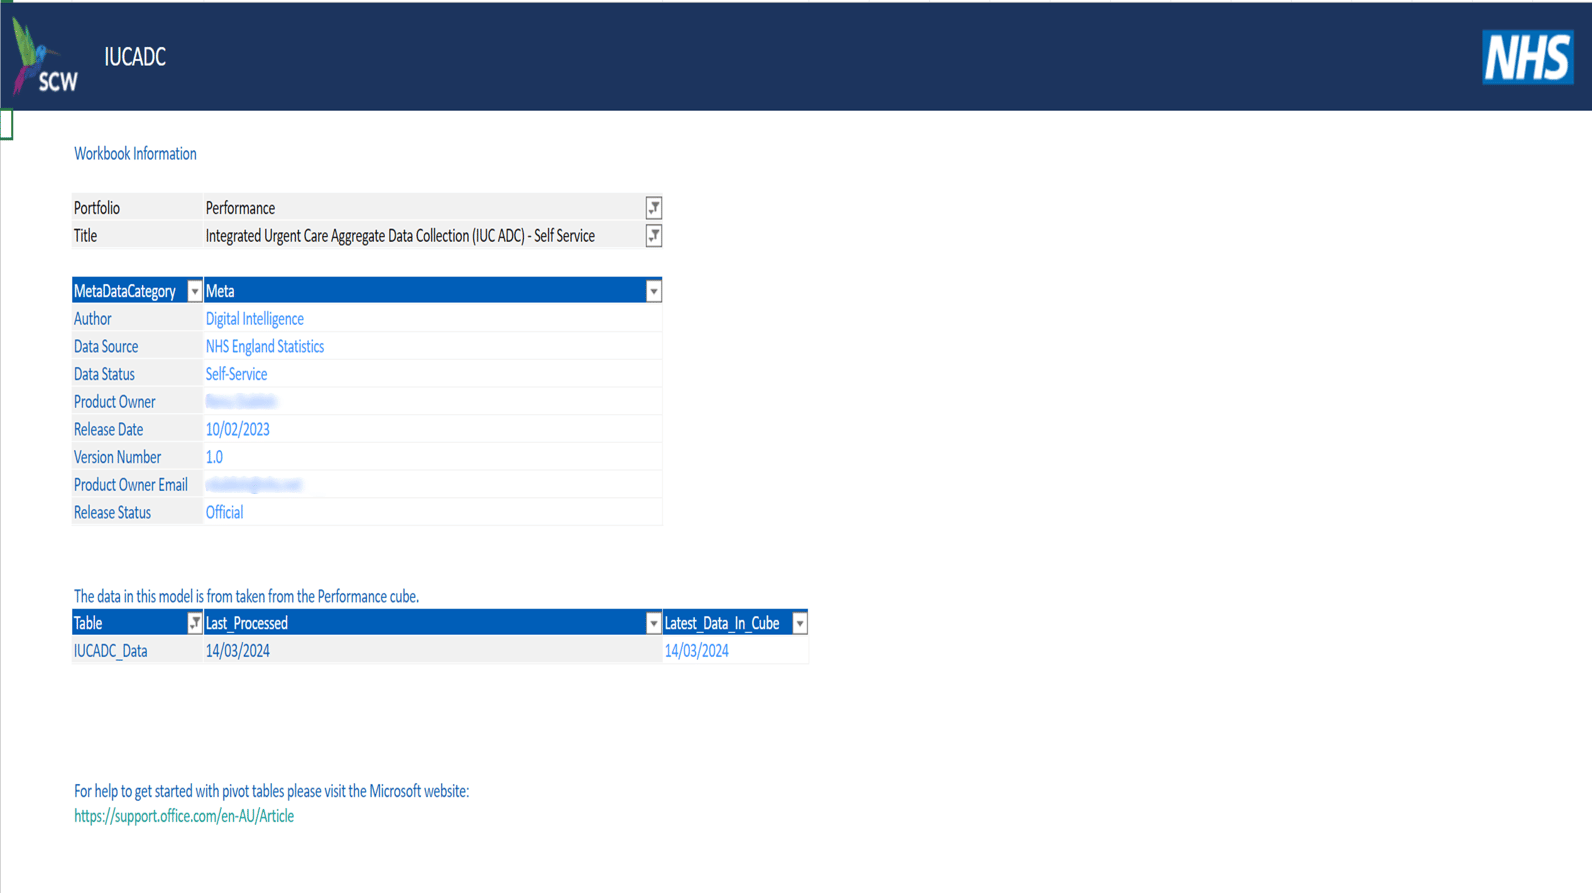 SCW
IUCADC
NHS
Workbook Information
Portfolio Performance
Title Integrated Urgent Care Aggregate Data Collection (IUC ADC) - Self Service
MetaDataCategory Meta
Author Digital Intelligence
Data Source NHS England Statistics
Data Status Self-Service
Product Owner
Release Date 10/02/2023
Version Number 1.0
Product Owner Email
Release Status Official
The data in this model is from taken from the Performance cube.
Table Last_Processed Latest_Data_In_Cube
IUCADC_Data 14/03/2024 14/03/2024
For help to get started with pivot tables please visit the Microsoft website:
https://support.office.com/en-AU/Article